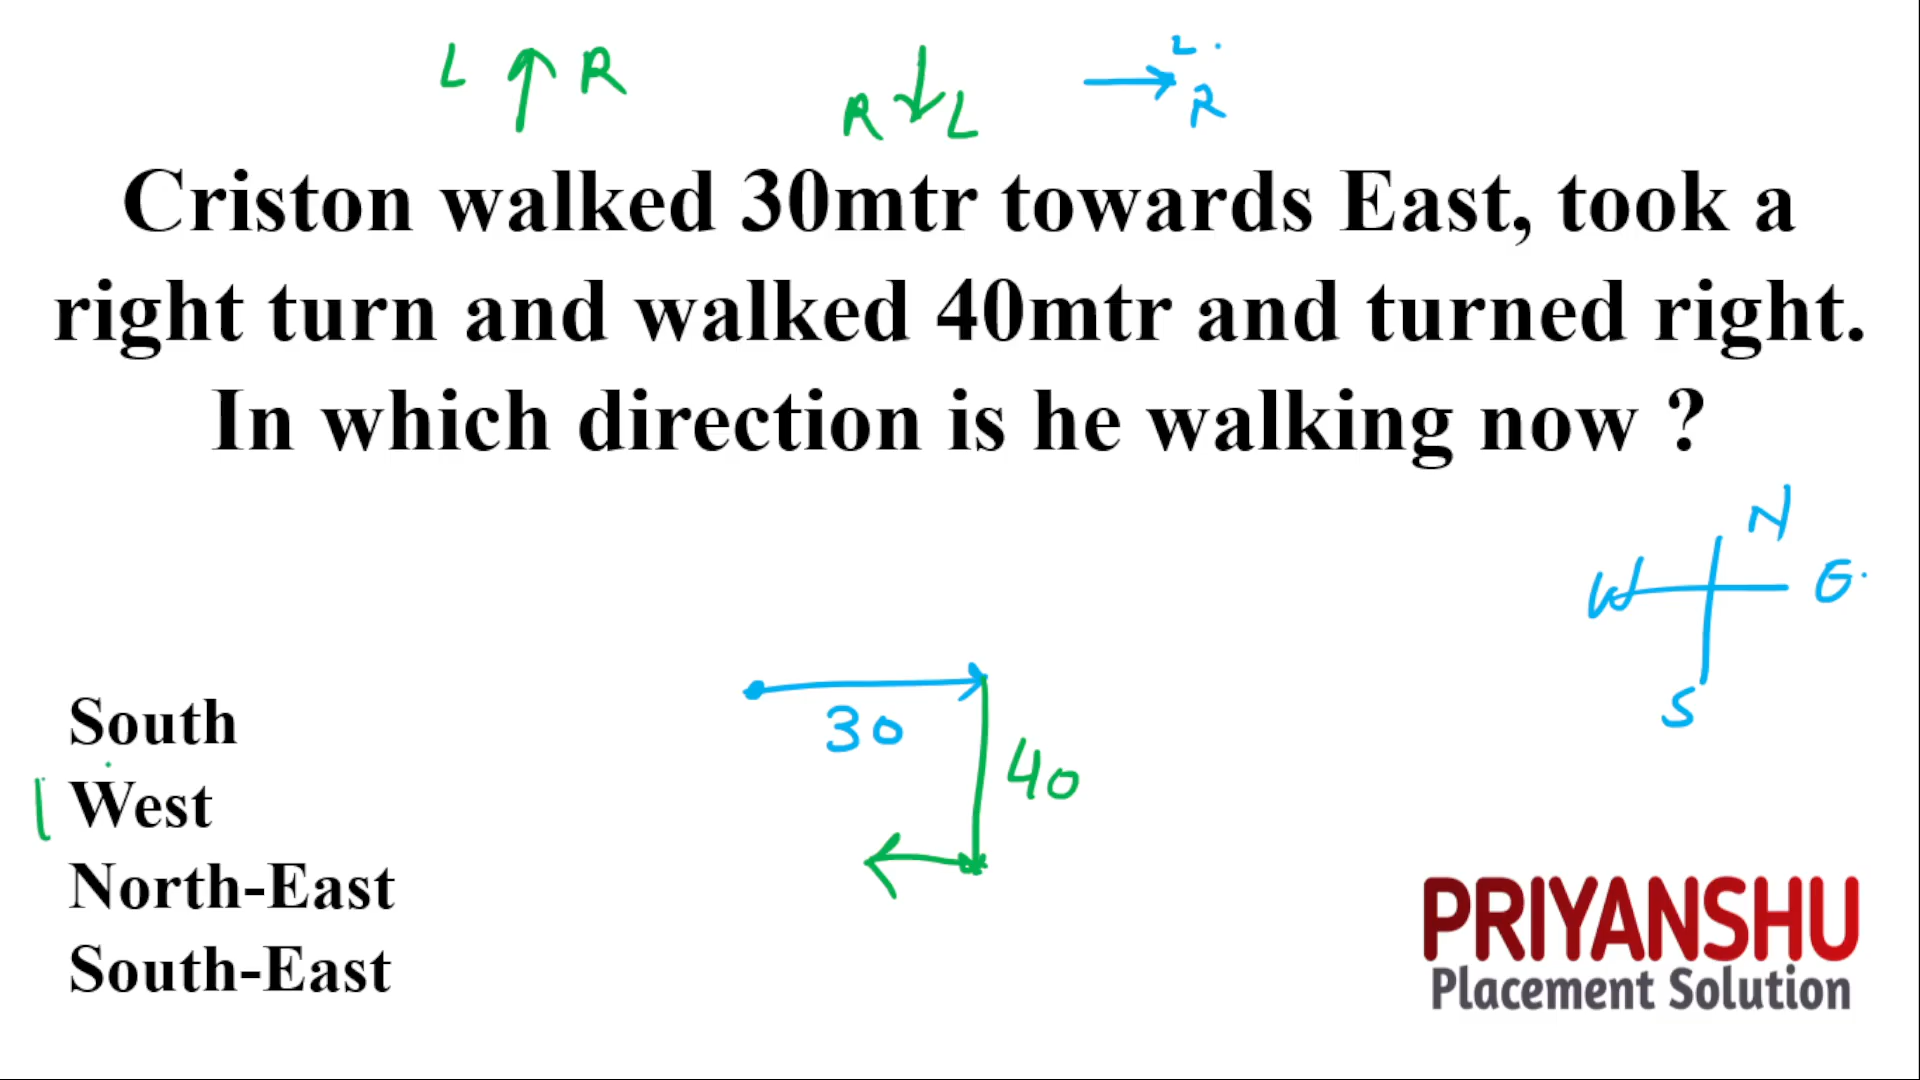 L R
R L
L
R
Criston walked 30mtr towards East, took a
right turn and walked 40mtr and turned right.
In which direction is he walking now ?
N
W E
S
South
West
North-East
South-East
30
40
PRIYANSHU
Placement Solution